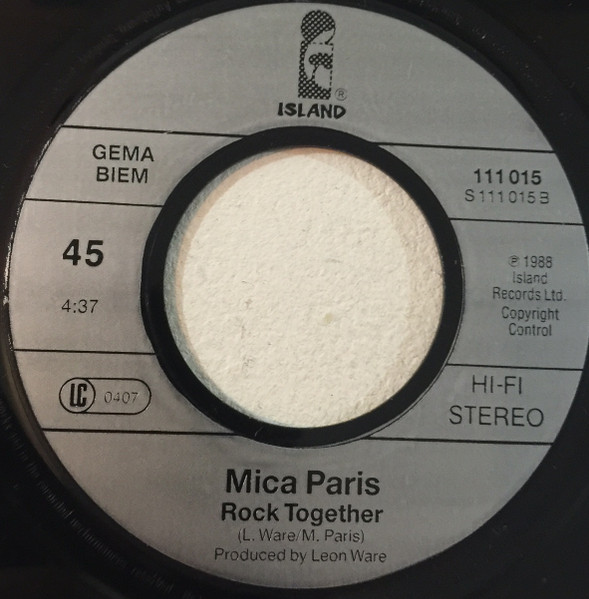 ISLAND
®
GEMA
BIEM
111 015
S 111 015 B
45
4:37
℗ 1988
Island
Records Ltd.
Copyright
Control
LC 0407
HI-FI
STEREO
Mica Paris
Rock Together
(L. Ware/M. Paris)
Produced by Leon Ware